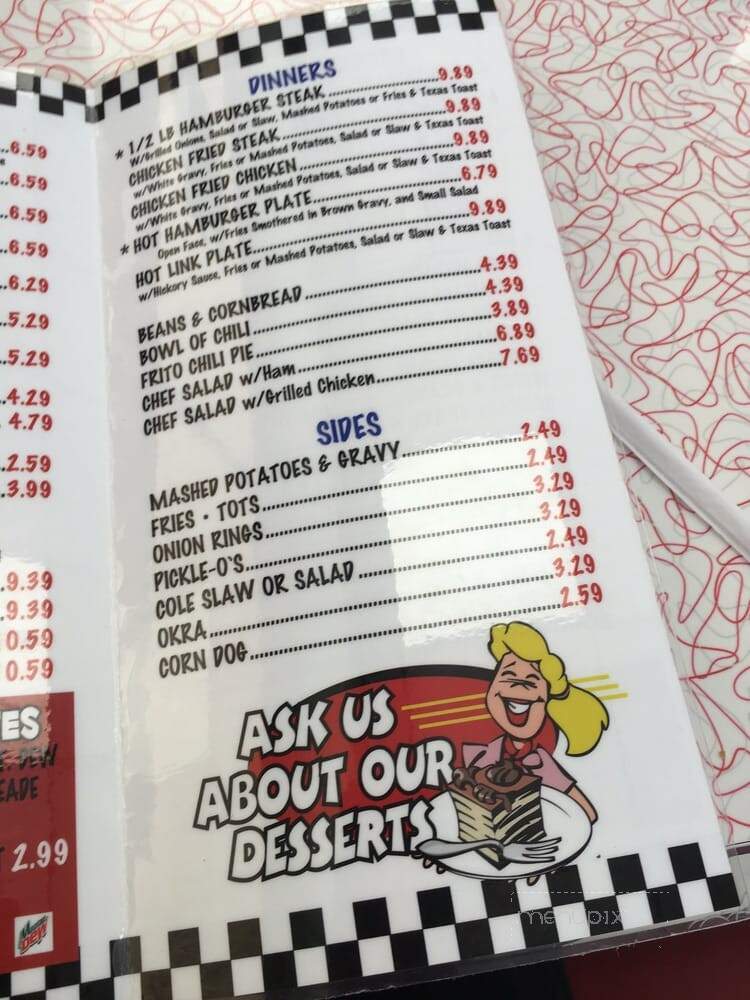 ..6.59
..6.59
..6.59
..6.59
..6.29
..5.29
..5.29
..4.29
. 4.79
..2.59
..3.99
..9.39
..9.39
0.59
0.59
ES
DEW
EADE
2.99
DEW
DINNERS
* 1/2 LB HAMBURGER STEAK..............................9.89
W/Grilled Onions, Salad or Slaw, Mashed Potatoes or Fries & Texas Toast
CHICKEN FRIED STEAK..............................9.89
w/White Gravy, Fries or Mashed Potatoes, Salad or Slaw & Texas Toast
CHICKEN FRIED CHICKEN..............................9.89
w/White Gravy, Fries or Mashed Potatoes, Salad or Slaw & Texas Toast
* HOT HAMBURGER PLATE..............................6.79
Open Face, w/Fries Smothered in Brown Gravy, and Small Salad
HOT LINK PLATE..............................9.89
w/Hickory Sauce, Fries or Mashed Potatoes, Salad or Slaw & Texas Toast
BEANS & CORNBREAD..............................4.39
BOWL OF CHILI..............................4.39
FRITO CHILI PIE..............................3.89
CHEF SALAD w/Ham..............................6.89
CHEF SALAD w/Grilled Chicken..............................7.69
SIDES
MASHED POTATOES & GRAVY..............................2.49
FRIES · TOTS..............................2.49
ONION RINGS..............................3.29
PICKLE-O`S..............................3.29
COLE SLAW OR SALAD..............................2.49
OKRA..............................3.29
CORN DOG..............................2.59
ASK US
ABOUT OUR
DESSERTS
menupix